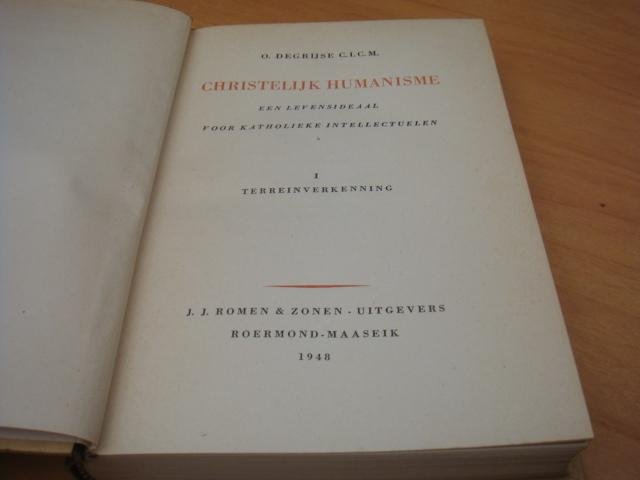 O. DEGRIJSE C.I.C.M.
CHRISTELIJK HUMANISME
EEN LEVENSIDEAAL
VOOR KATHOLIEKE INTELLECTUELEN
I
TERREINVERKENNING
J. J. ROMEN & ZONEN - UITGEVERS
ROERMOND-MAASEIK
1948